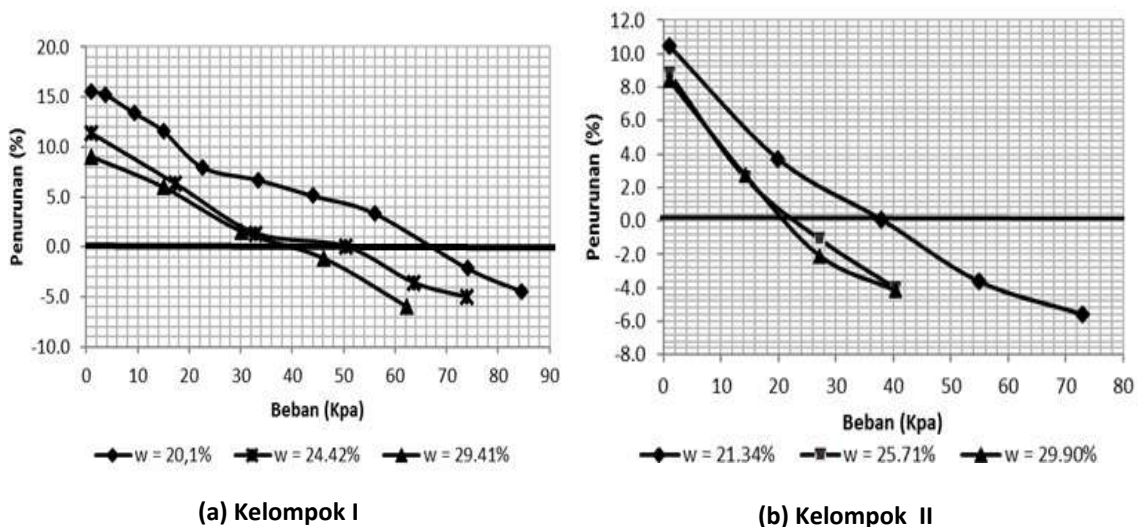 20.0
15.0
10.0
5.0
0.0
-5.0
-10.0
Penurunan (%)
0 10 20 30 40 50 60 70 80 90
Beban (Kpa)
w = 20,1% w = 24.42% w = 29.41%
(a) Kelompok I
12.0
10.0
8.0
6.0
4.0
2.0
0.0
-2.0
-4.0
-6.0
-8.0
Penurunan (%)
0 10 20 30 40 50 60 70 80
Beban (Kpa)
w = 21.34% w = 25.71% w = 29.90%
(b) Kelompok II